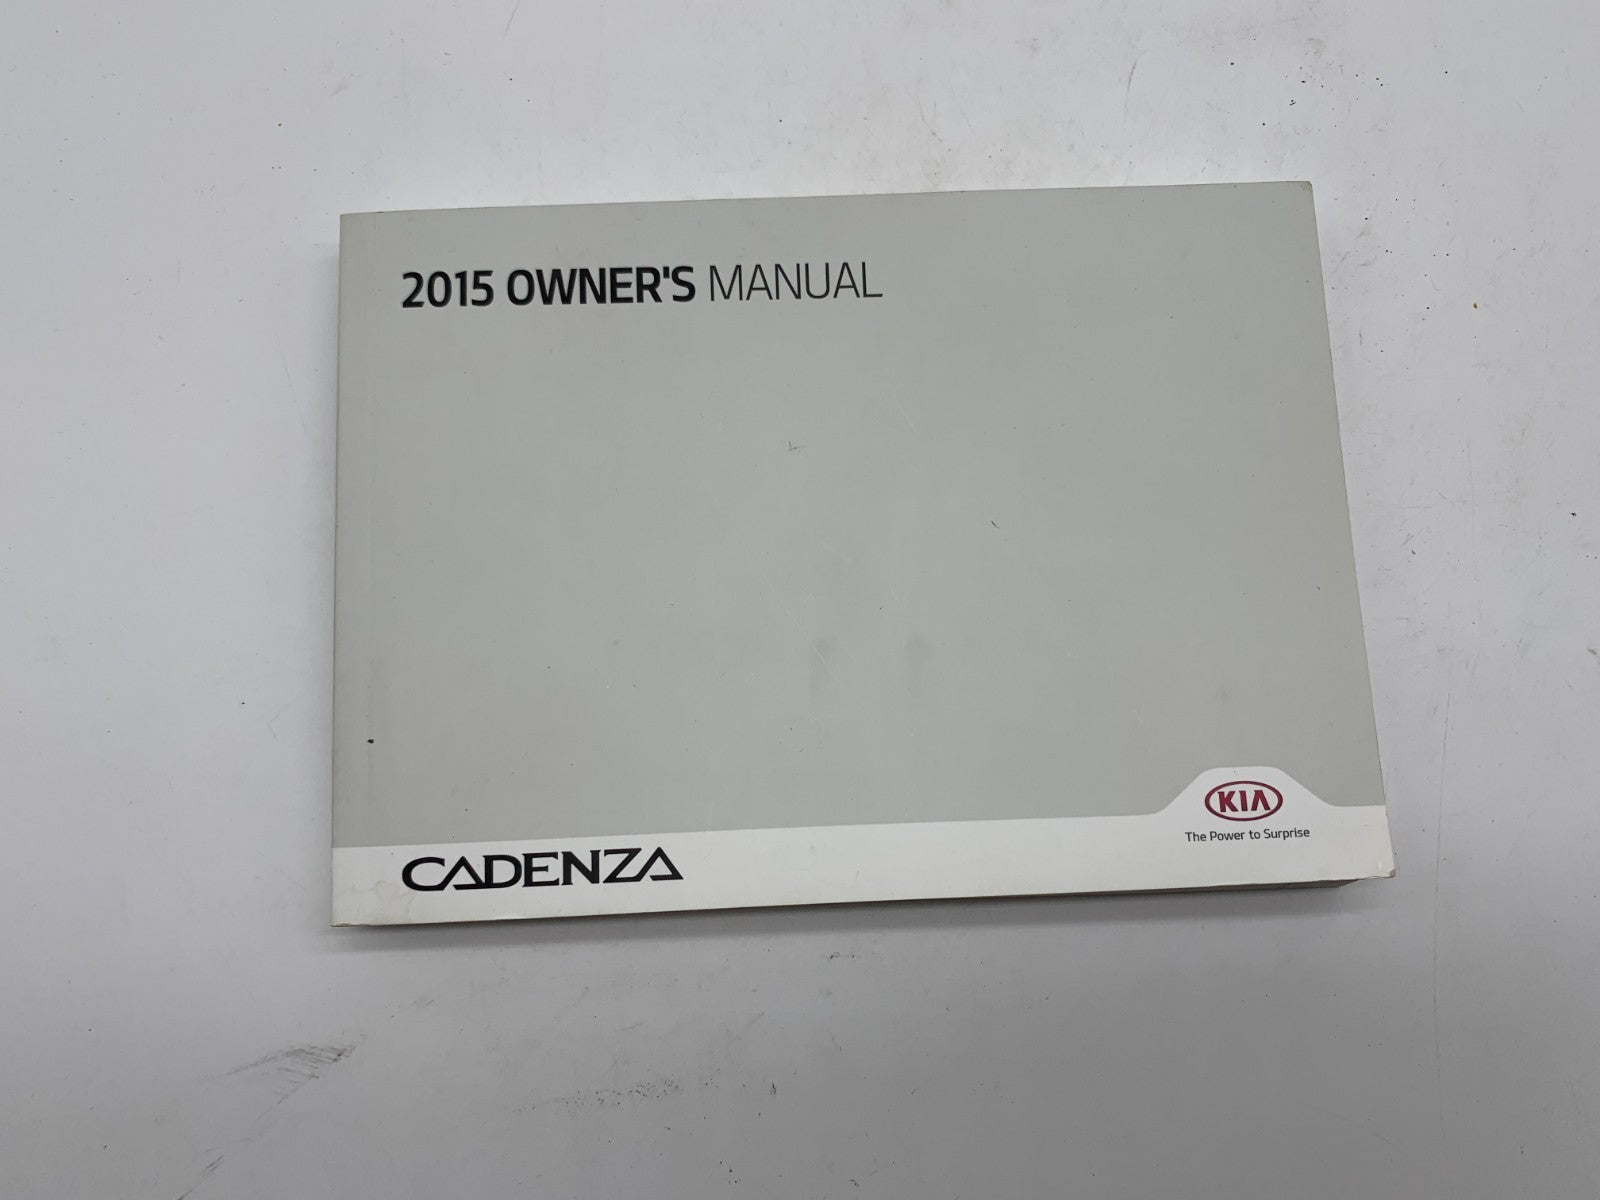 2015 OWNER'S MANUAL
KIA
The Power to Surprise
CADENZA